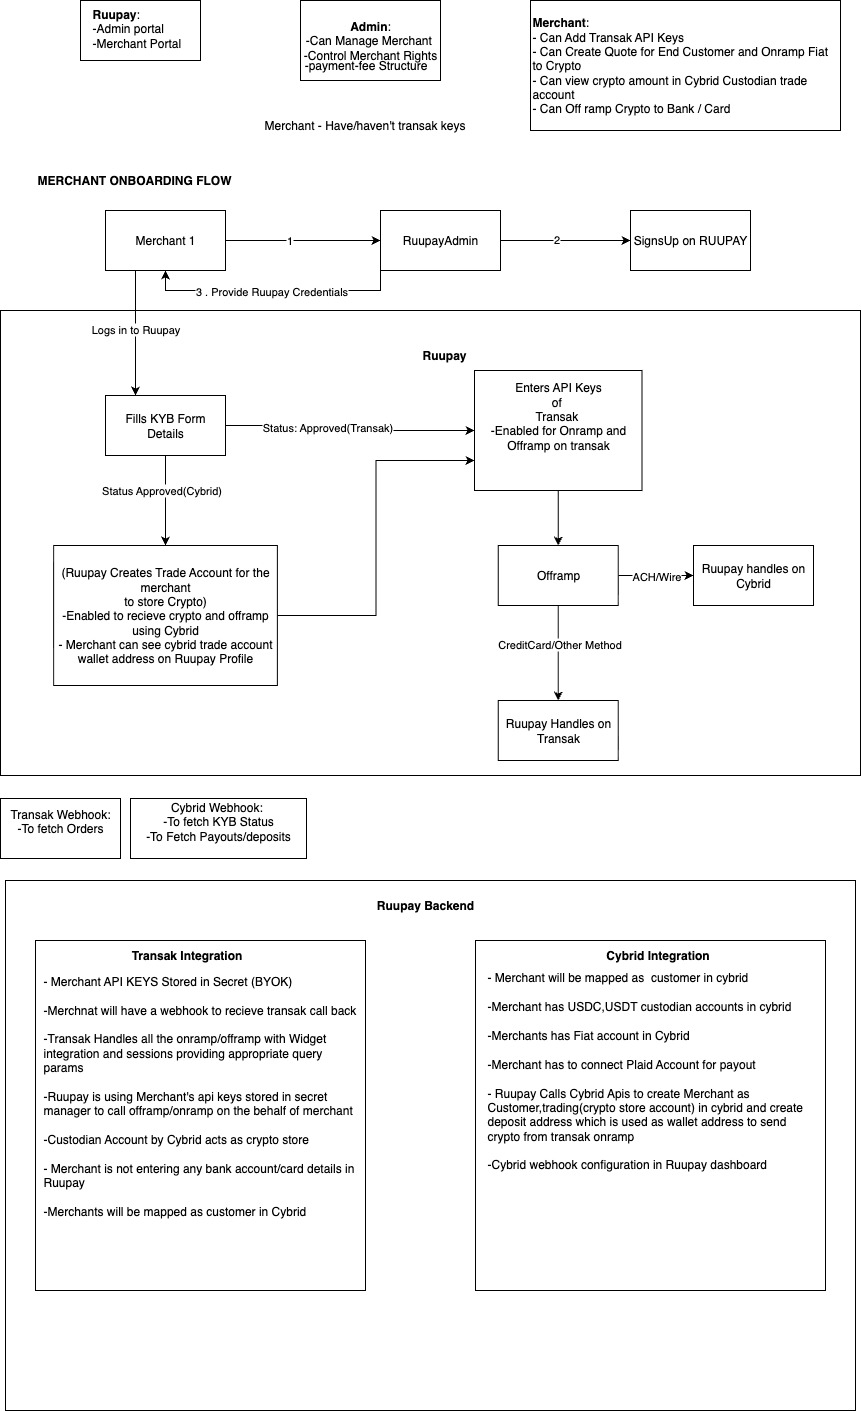 Ruupay:
-Admin portal
-Merchant Portal
Admin:
-Can Manage Merchant
-Control Merchant Rights
-payment-fee Structure
Merchant:
- Can Add Transak API Keys
- Can Create Quote for End Customer and Onramp Fiat
to Crypto
- Can view crypto amount in Cybrid Custodian trade
account
- Can Off ramp Crypto to Bank / Card
Merchant - Have/haven't transak keys
MERCHANT ONBOARDING FLOW
Merchant 1
1
RuupayAdmin
2
SignsUp on RUUPAY
3 . Provide Ruupay Credentials
Logs in to Ruupay
Ruupay
Fills KYB Form
Details
Status: Approved(Transak)
Enters API Keys
of
Transak
-Enabled for Onramp and
Offramp on transak
Status Approved(Cybrid)
(Ruupay Creates Trade Account for the
merchant
to store Crypto)
-Enabled to recieve crypto and offramp
using Cybrid
- Merchant can see cybrid trade account
wallet address on Ruupay Profile
Offramp
ACH/Wire
Ruupay handles on
Cybrid
CreditCard/Other Method
Ruupay Handles on
Transak
Transak Webhook:
-To fetch Orders
Cybrid Webhook:
-To fetch KYB Status
-To Fetch Payouts/deposits
Ruupay Backend
Transak Integration
- Merchant API KEYS Stored in Secret (BYOK)
-Merchnat will have a webhook to recieve transak call back
-Transak Handles all the onramp/offramp with Widget
integration and sessions providing appropriate query
params
-Ruupay is using Merchant's api keys stored in secret
manager to call offramp/onramp on the behalf of merchant
-Custodian Account by Cybrid acts as crypto store
- Merchant is not entering any bank account/card details in
Ruupay
-Merchants will be mapped as customer in Cybrid
Cybrid Integration
- Merchant will be mapped as  customer in cybrid
-Merchant has USDC,USDT custodian accounts in cybrid
-Merchants has Fiat account in Cybrid
-Merchant has to connect Plaid Account for payout
- Ruupay Calls Cybrid Apis to create Merchant as
Customer,trading(crypto store account) in cybrid and create
deposit address which is used as wallet address to send
crypto from transak onramp
-Cybrid webhook configuration in Ruupay dashboard